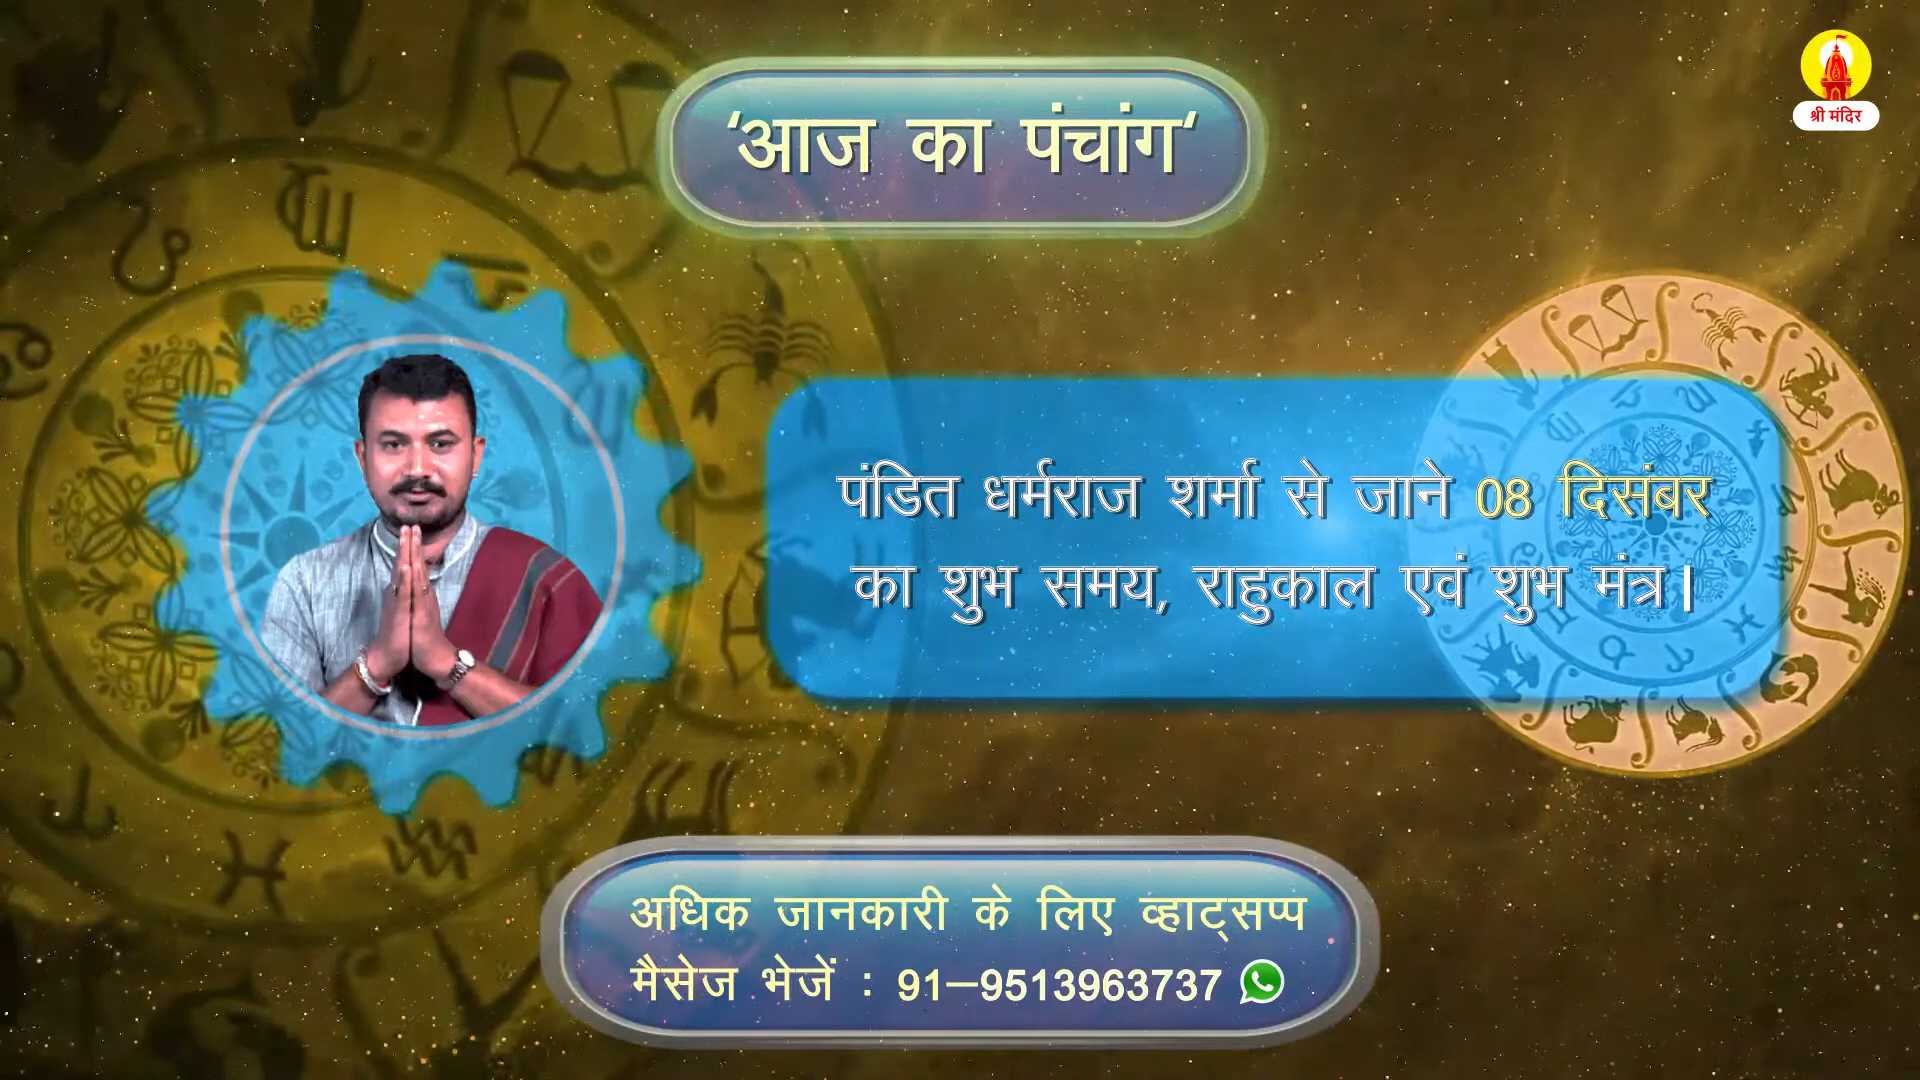 श्री मंदिर
‘आज का पंचांग‘
पंडित धर्मराज शर्मा से जाने 08 दिसंबर
का शुभ समय, राहुकाल एवं शुभ मंत्र।
अधिक जानकारी के लिए व्हाट्सप्प
मैसेज भेजें : 91–9513963737